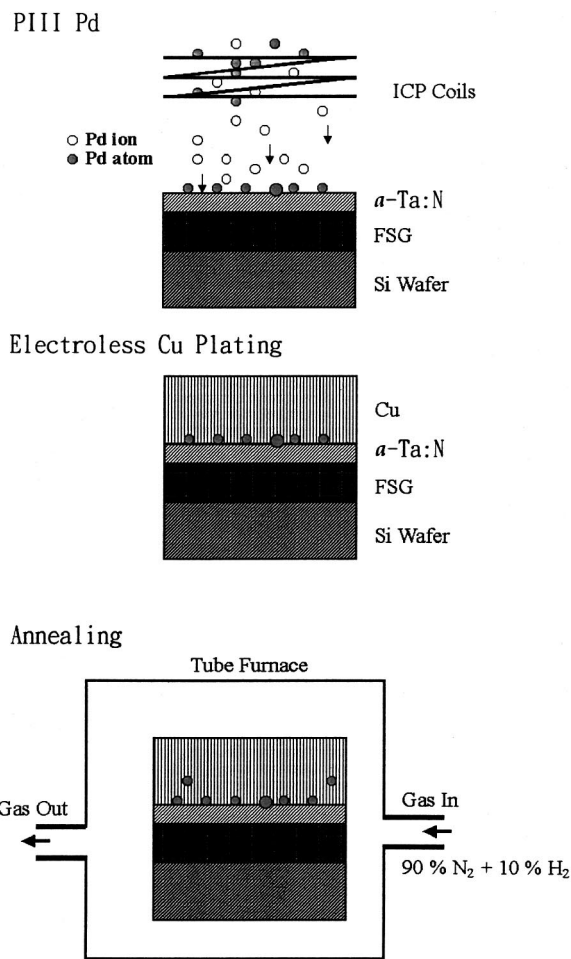 PIII Pd
ICP Coils
Pd ion
Pd atom
a-Ta:N
FSG
Si Wafer
Electroless Cu Plating
Cu
a-Ta:N
FSG
Si Wafer
Annealing
Tube Furnace
Gas Out
Gas In
90 % N₂ + 10 % H₂